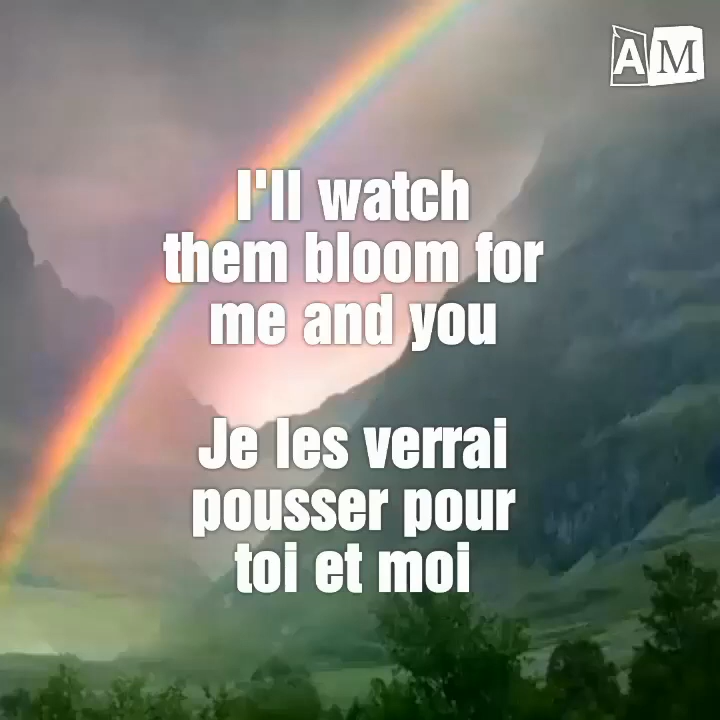 AM
I'll watch
them bloom for
me and you
Je les verrai
pousser pour
toi et moi